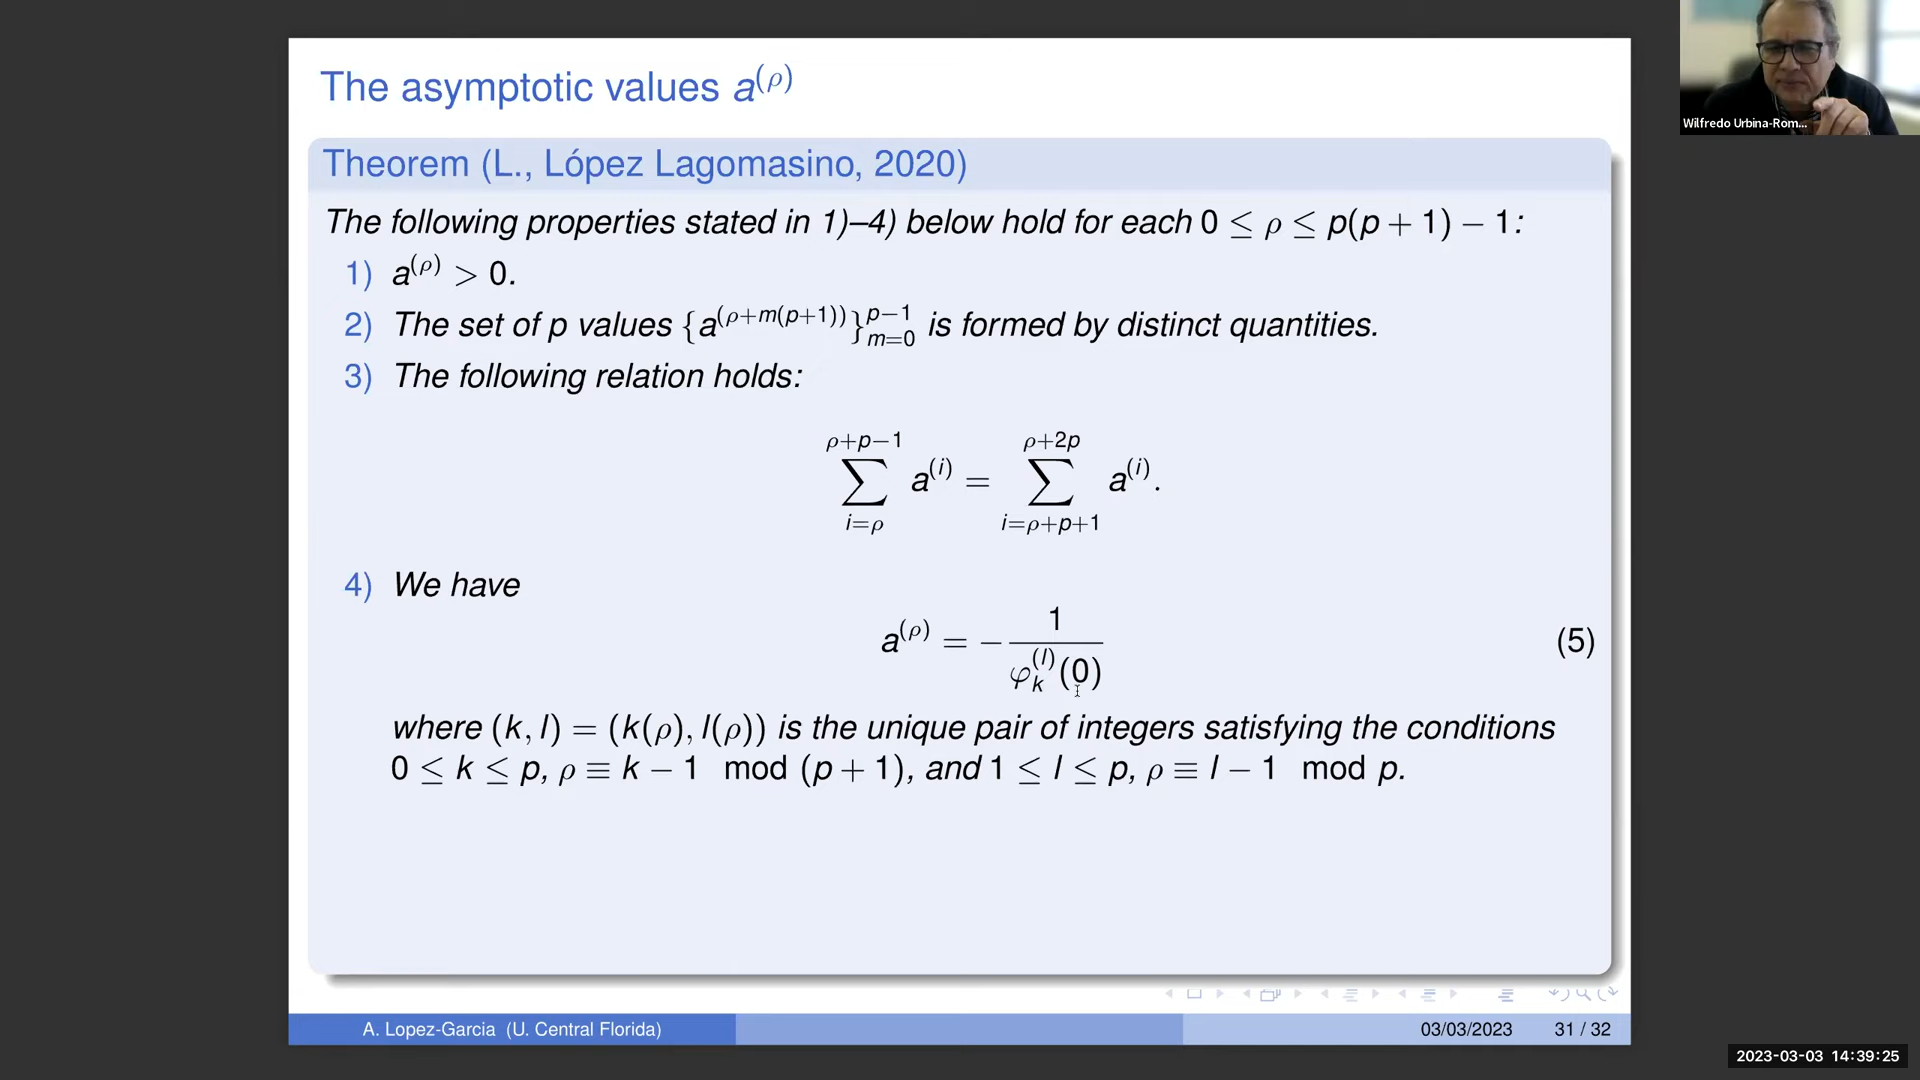 The asymptotic values a^(ρ)
Theorem (L., López Lagomasino, 2020)
The following properties stated in 1)–4) below hold for each 0 ≤ ρ ≤ p(p + 1) − 1:
1) a^(ρ) > 0.
2) The set of p values {a^(ρ+m(p+1))}_{m=0}^{p−1} is formed by distinct quantities.
3) The following relation holds:
∑_{i=ρ}^{ρ+p−1} a^(i) = ∑_{i=ρ+p+1}^{ρ+2p} a^(i).
4) We have
a^(ρ) = − 1 / φ_k^(l)(0) (5)
where (k, l) = (k(ρ), l(ρ)) is the unique pair of integers satisfying the conditions
0 ≤ k ≤ p, ρ ≡ k − 1 mod (p + 1), and 1 ≤ l ≤ p, ρ ≡ l − 1 mod p.
A. Lopez-Garcia (U. Central Florida) 03/03/2023 31 / 32
Wilfredo Urbina-Rom...
2023-03-03 14:39:25